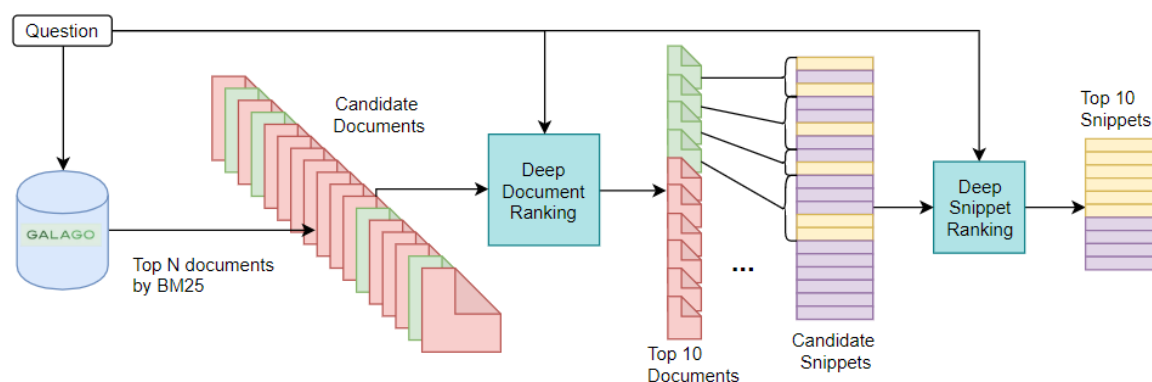 Question
GALAGO
Top N documents
by BM25
Candidate
Documents
Deep
Document
Ranking
Top 10
Documents
...
Candidate
Snippets
Deep
Snippet
Ranking
Top 10
Snippets